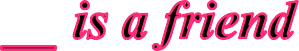 __ is a friend